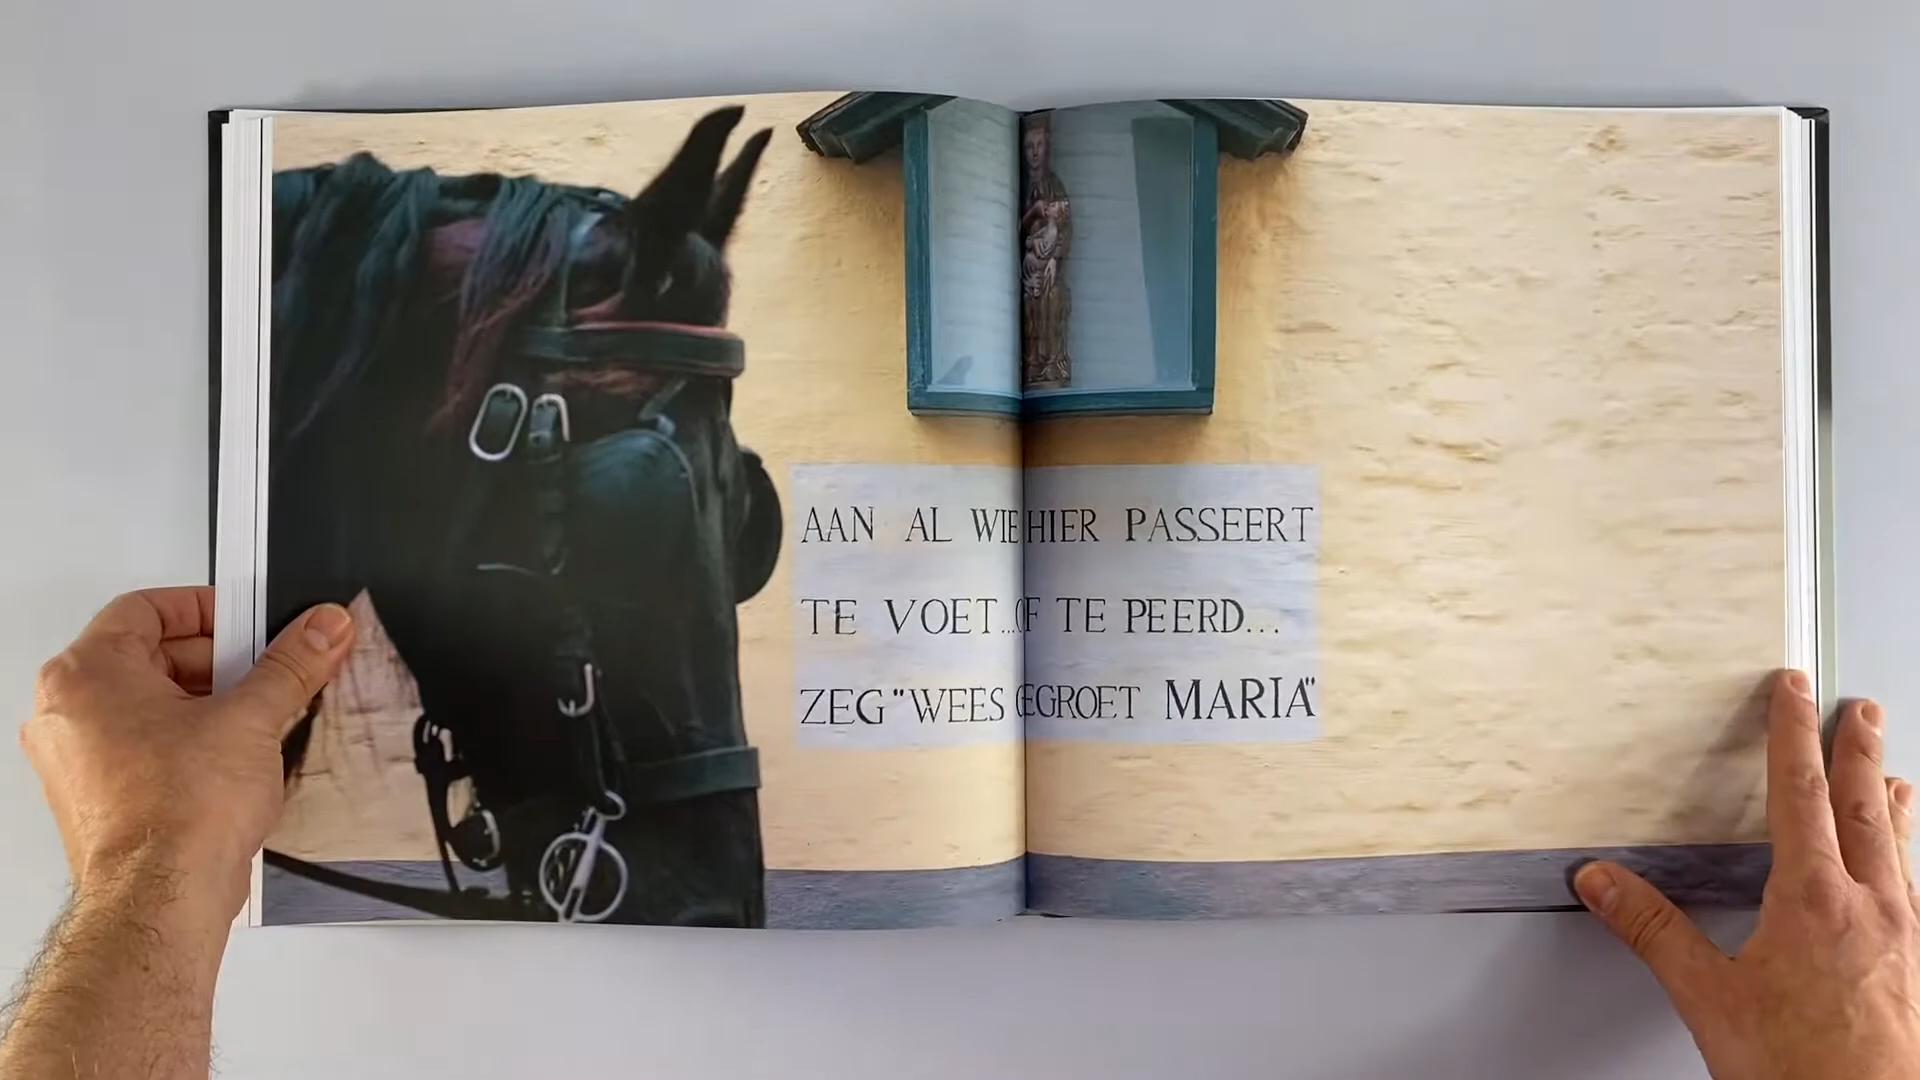 AAN AL WIE HIER PASSEERT
TE VOET...OF TE PEERD...
ZEG "WEES GEGROET MARIA"